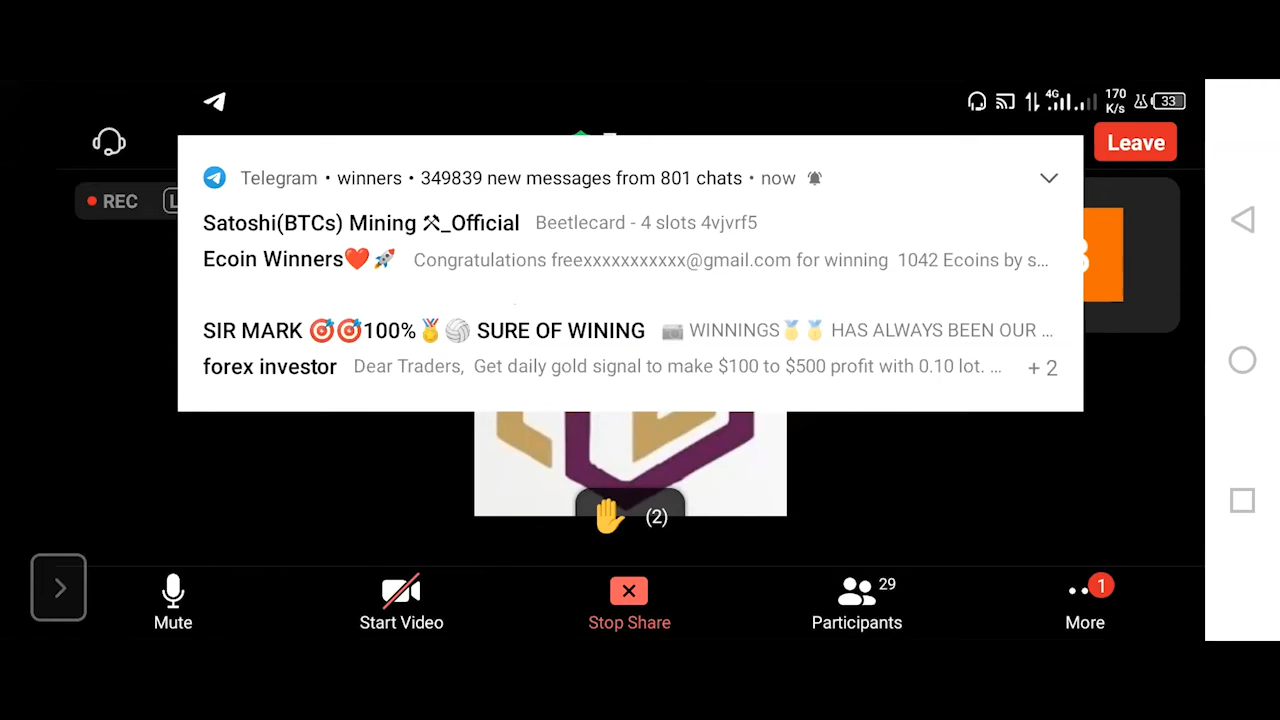 4G 170 K/s 33
Leave
REC L
Telegram • winners • 349839 new messages from 801 chats • now
Satoshi(BTCs) Mining ⚒_Official Beetlecard - 4 slots 4vjvrf5
Ecoin Winners❤️🚀 Congratulations freexxxxxxxxxxx@gmail.com for winning 1042 Ecoins by s...
SIR MARK 🎯🎯100%🏅🏐 SURE OF WINING 📷 WINNINGS🥇🥇 HAS ALWAYS BEEN OUR ...
forex investor Dear Traders, Get daily gold signal to make $100 to $500 profit with 0.10 lot. ... + 2
✋ (2)
29
1
Mute
Start Video
Stop Share
Participants
More